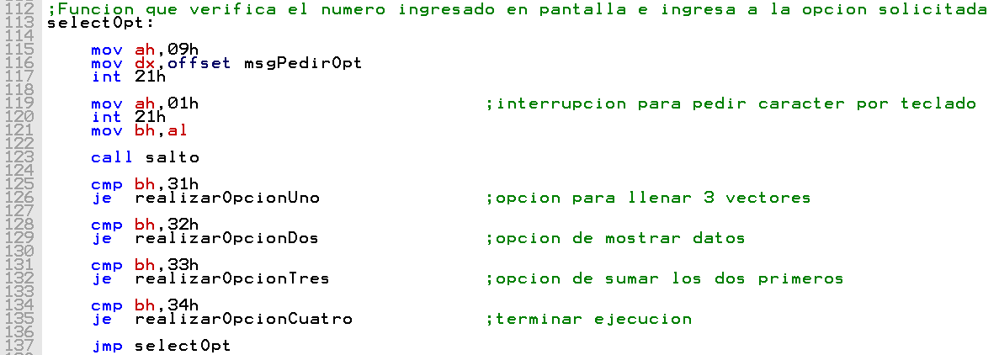 112 ;Funcion que verifica el numero ingresado en pantalla e ingresa a la opcion solicitada
113 selectOpt:
114
115 mov ah,09h
116 mov dx,offset msgPedirOpt
117 int 21h
118
119 mov ah,01h ;interrupcion para pedir caracter por teclado
120 int 21h
121 mov bh,al
122
123 call salto
124
125 cmp bh,31h
126 je realizarOpcionUno ;opcion para llenar 3 vectores
127
128 cmp bh,32h
129 je realizarOpcionDos ;opcion de mostrar datos
130
131 cmp bh,33h
132 je realizarOpcionTres ;opcion de sumar los dos primeros
133
134 cmp bh,34h
135 je realizarOpcionCuatro ;terminar ejecucion
136
137 jmp selectOpt